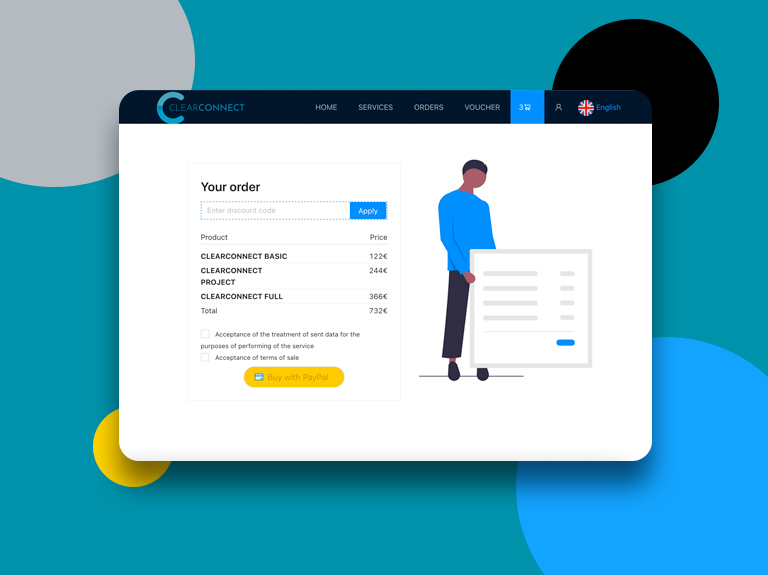 CLEARCONNECT HOME SERVICES ORDERS VOUCHER 3 English
Your order
Enter discount code Apply
Product Price
CLEARCONNECT BASIC 122€
CLEARCONNECT 244€
PROJECT
CLEARCONNECT FULL 366€
Total 732€
Acceptance of the treatment of sent data for the
purposes of performing of the service
Acceptance of terms of sale
Buy with PayPal